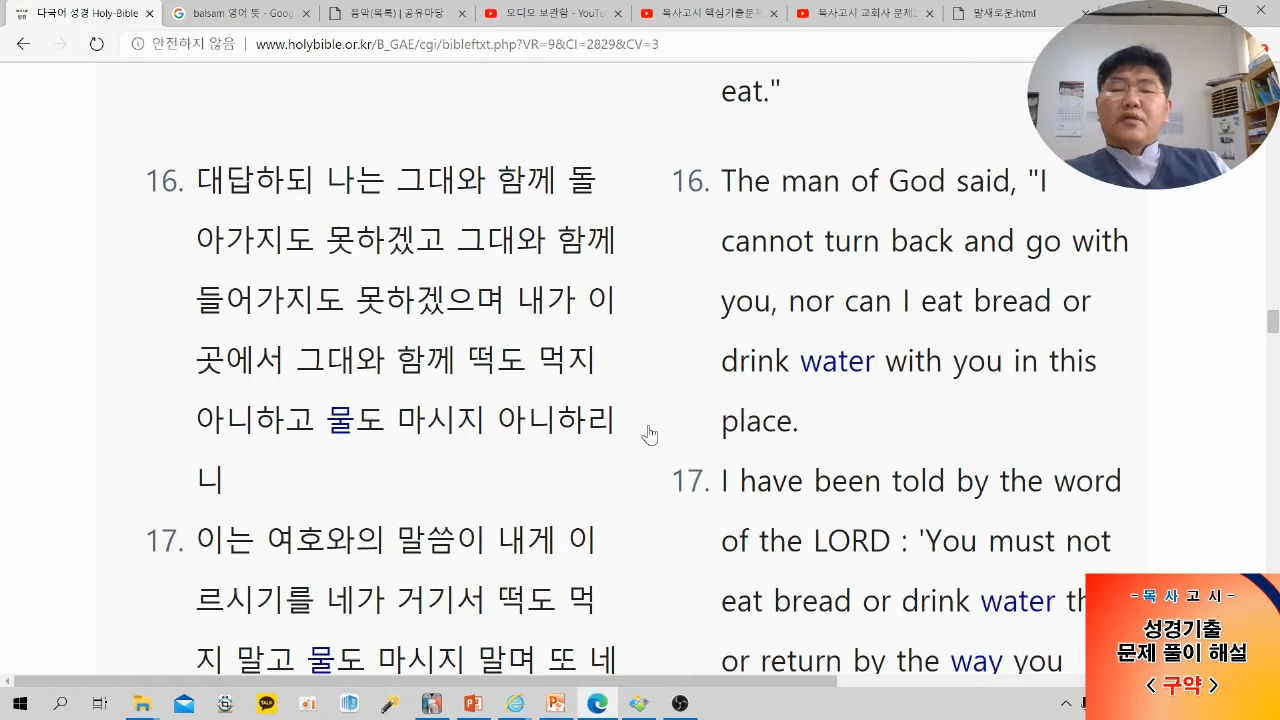 다국어 성경 Holy-Bible
balsam 영어 뜻 - Goog
음악(목록) | 공유마당
오디오 보관함 - YouTu
목사고시 핵심기출문
목사고시 교회사 문제
말새로운.html
안전하지 않음
www.holybible.or.kr/B_GAE/cgi/bibleftxt.php?VR=9&CI=2829&CV=3
eat."
16. 대답하되 나는 그대와 함께 돌
아가지도 못하겠고 그대와 함께
들어가지도 못하겠으며 내가 이
곳에서 그대와 함께 떡도 먹지
아니하고 물도 마시지 아니하리
니
17. 이는 여호와의 말씀이 내게 이
르시기를 네가 거기서 떡도 먹
지 말고 물도 마시지 말며 또 네
16. The man of God said, "I
cannot turn back and go with
you, nor can I eat bread or
drink water with you in this
place.
17. I have been told by the word
of the LORD : 'You must not
eat bread or drink water th
or return by the way you
- 목 사 고 시 -
성경기출
문제 풀이 해설
< 구약 >